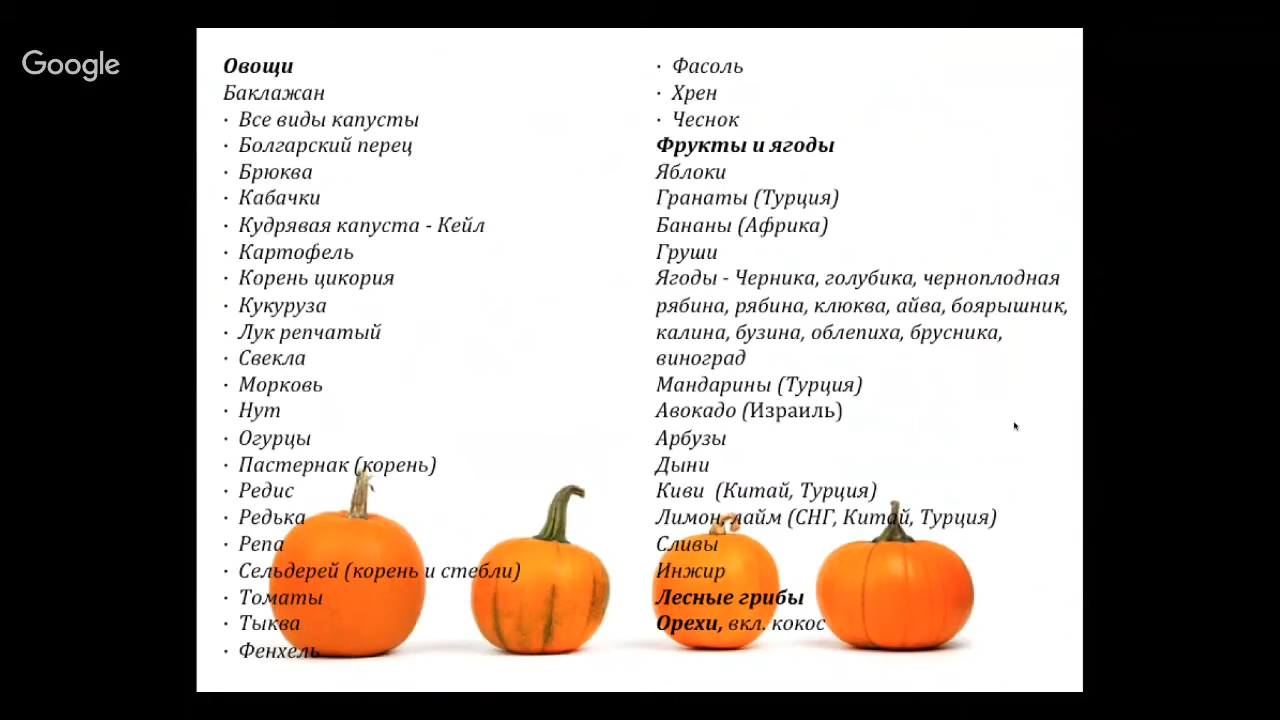 Google
Овощи
Баклажан
· Все виды капусты
· Болгарский перец
· Брюква
· Кабачки
· Кудрявая капуста - Кейл
· Картофель
· Корень цикория
· Кукуруза
· Лук репчатый
· Свекла
· Морковь
· Нут
· Огурцы
· Пастернак (корень)
· Редис
· Редька
· Репа
· Сельдерей (корень и стебли)
· Томаты
· Тыква
· Фенхель
· Фасоль
· Хрен
· Чеснок
Фрукты и ягоды
Яблоки
Гранаты (Турция)
Бананы (Африка)
Груши
Ягоды - Черника, голубика, черноплодная
рябина, рябина, клюква, айва, боярышник,
калина, бузина, облепиха, брусника,
виноград
Мандарины (Турция)
Авокадо (Израиль)
Арбузы
Дыни
Киви (Китай, Турция)
Лимон, лайм (СНГ, Китай, Турция)
Сливы
Инжир
Лесные грибы
Орехи, вкл. кокос